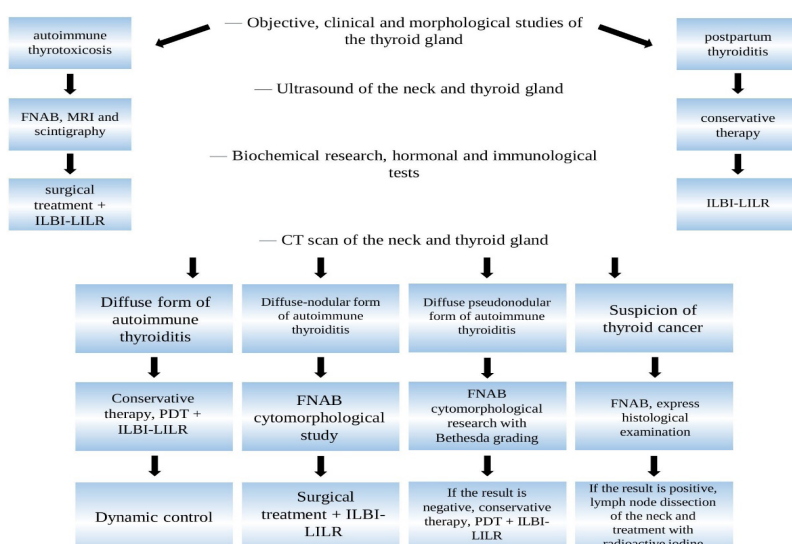 autoimmune
thyrotoxicosis
— Objective, clinical and morphological studies of
the thyroid gland
postpartum
thyroiditis
— Ultrasound of the neck and thyroid gland
FNAB, MRI and
scintigraphy
conservative
therapy
— Biochemical research, hormonal and immunological
tests
surgical
treatment +
ILBI-LILR
ILBI-LILR
— CT scan of the neck and thyroid gland
Diffuse form of
autoimmune
thyroiditis
Diffuse-nodular form
of autoimmune
thyroiditis
Diffuse pseudonodular
form of autoimmune
thyroiditis
Suspicion of
thyroid cancer
Conservative
therapy, PDT +
ILBI-LILR
FNAB
cytomorphological
study
FNAB
cytomorphological
research with
Bethesda grading
FNAB, express
histological
examination
Dynamic control
Surgical
treatment + ILBI-
LILR
If the result is
negative, conservative
therapy, PDT + ILBI-
LILR
If the result is positive,
lymph node dissection
of the neck and
treatment with
radioactive iodine